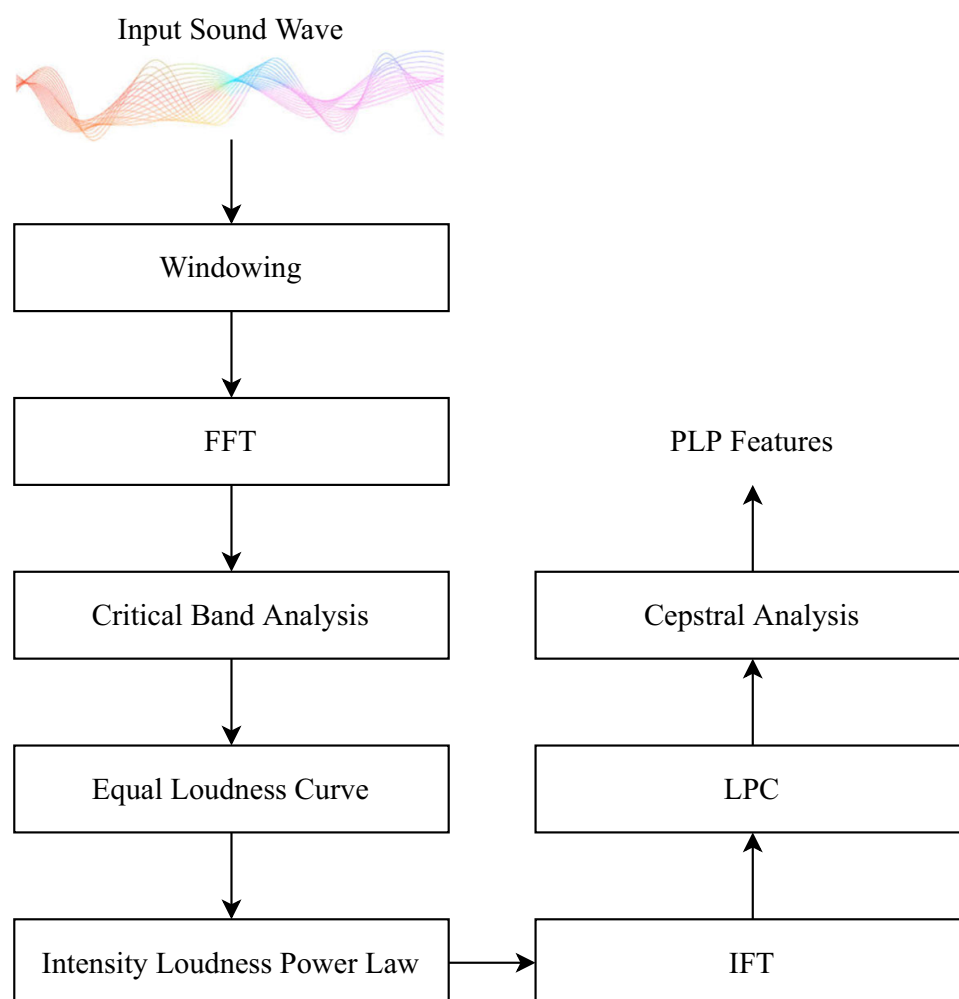 Input Sound Wave
Windowing
FFT
Critical Band Analysis
Equal Loudness Curve
Intensity Loudness Power Law
IFT
LPC
Cepstral Analysis
PLP Features